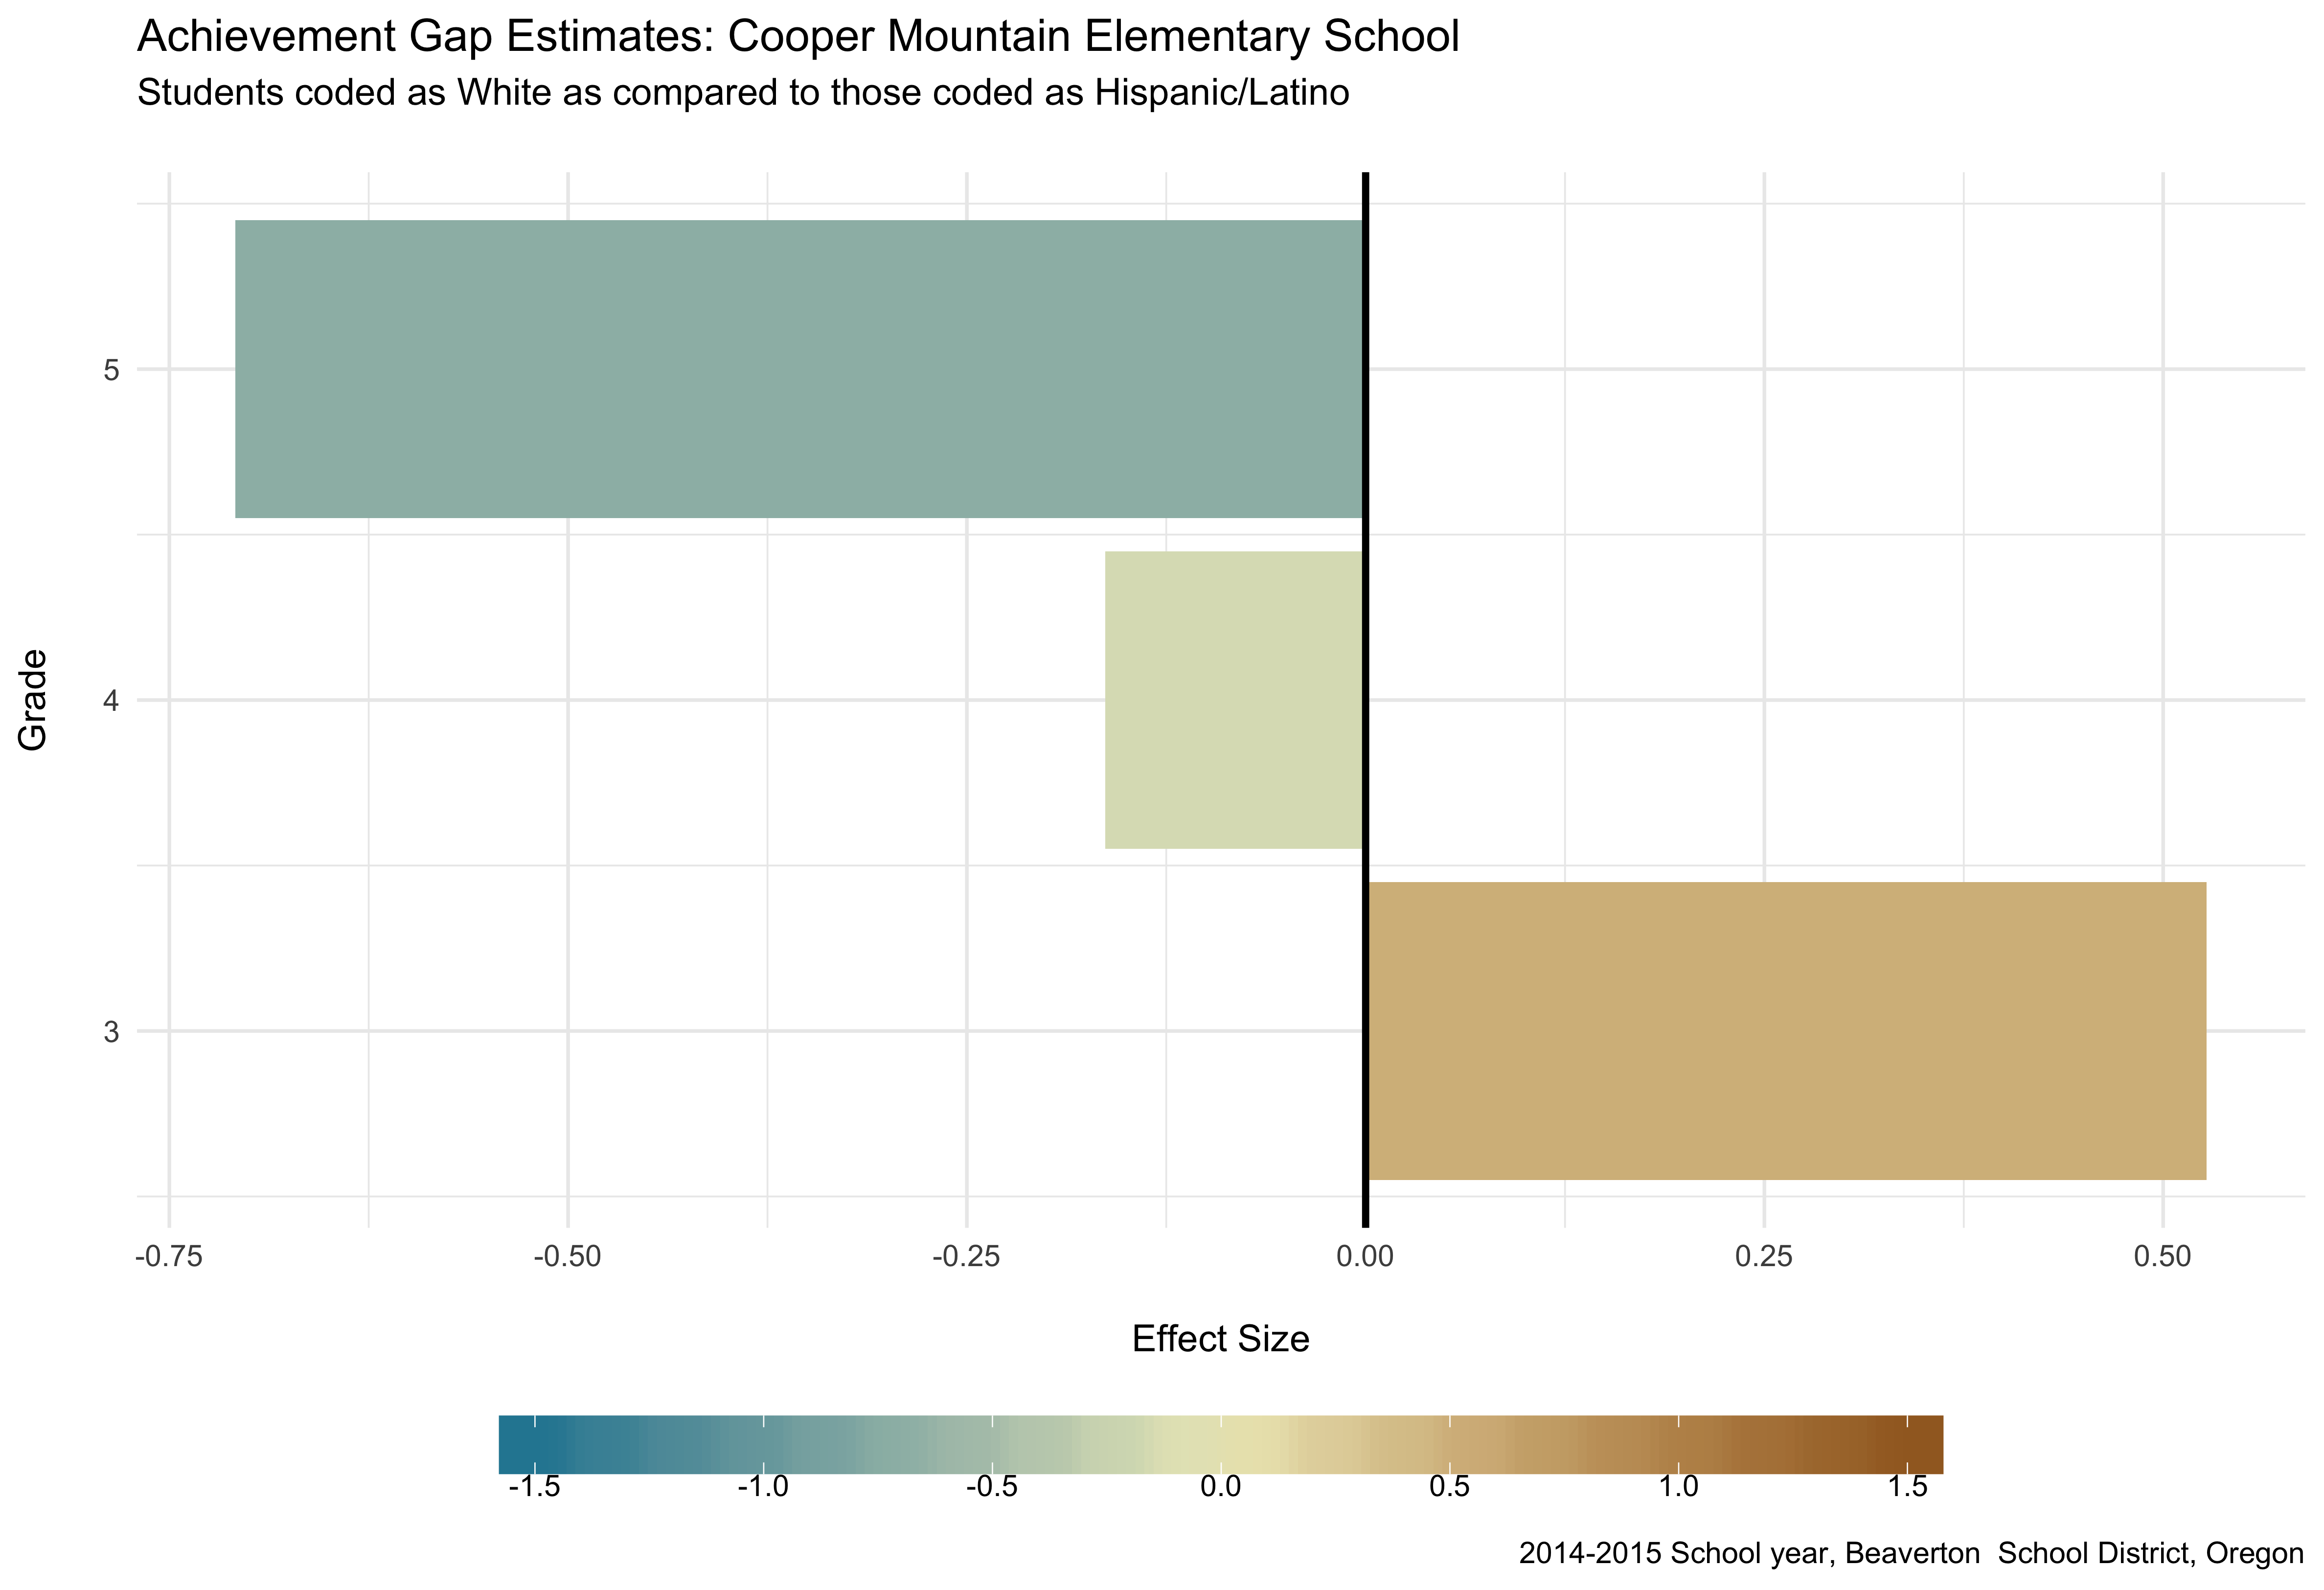 Achievement Gap Estimates: Cooper Mountain Elementary School
Students coded as White as compared to those coded as Hispanic/Latino
Grade
5
4
3
-0.75 -0.50 -0.25 0.00 0.25 0.50
Effect Size
-1.5 -1.0 -0.5 0.0 0.5 1.0 1.5
2014-2015 School year, Beaverton  School District, Oregon